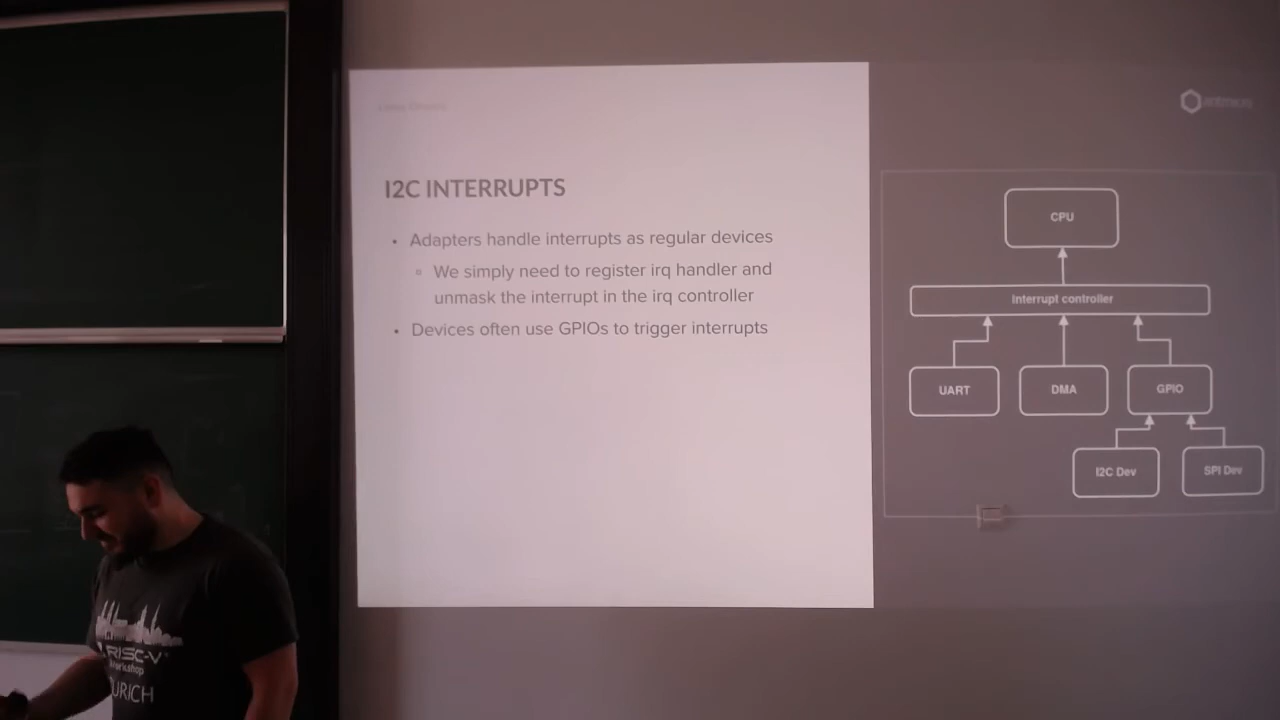 I2C INTERRUPTS
• Adapters handle interrupts as regular devices
We simply need to register irq handler and
unmask the interrupt in the irq controller
• Devices often use GPIOs to trigger interrupts
CPU
Interrupt controller
UART
DMA
GPIO
I2C Dev
SPI Dev
RISC-V
Workshop
ZURICH